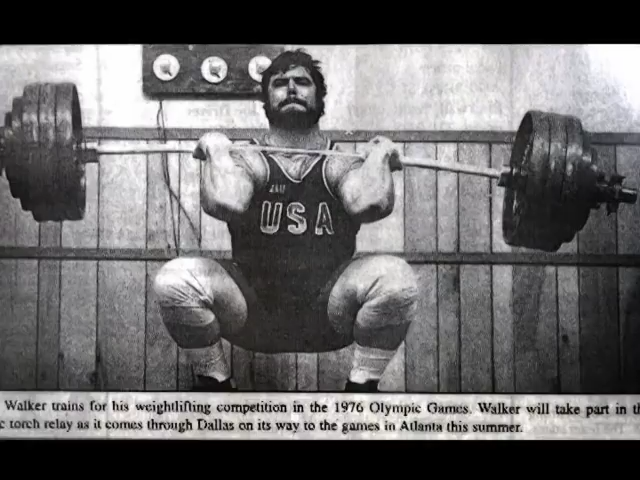 USA
Walker trains for his weightlifting competition in the 1976 Olympic Games. Walker will take part in th
c torch relay as it comes through Dallas on its way to the games in Atlanta this summer.